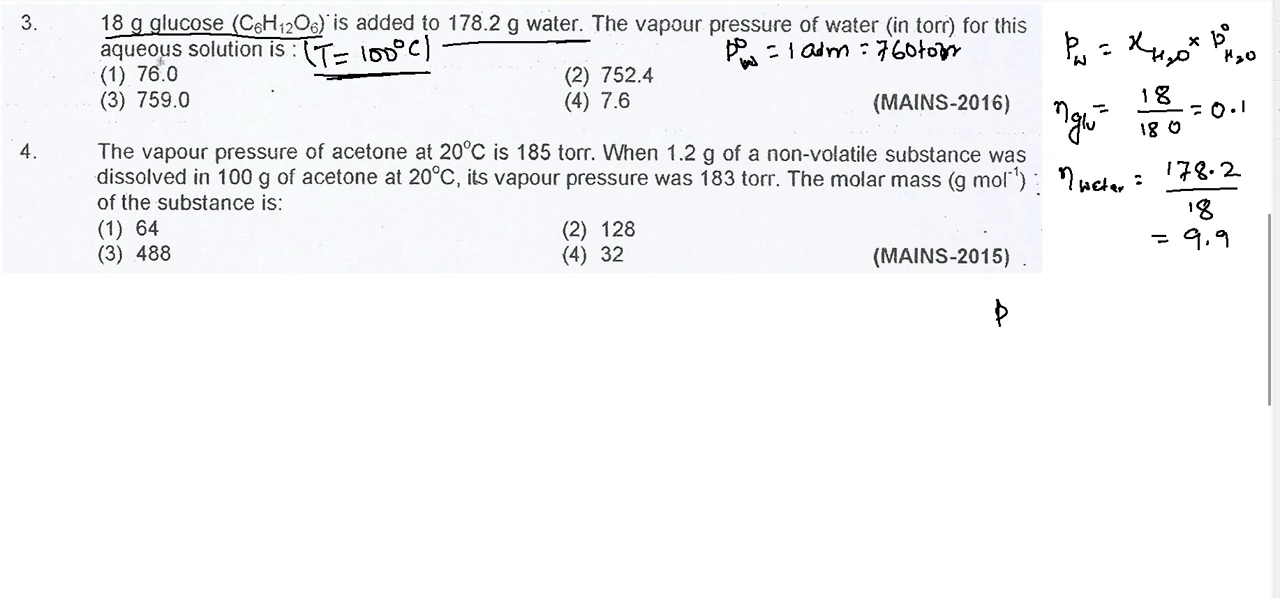 3. 18 g glucose (C₆H₁₂O₆) is added to 178.2 g water. The vapour pressure of water (in torr) for this
aqueous solution is : (T = 100°C) p°w = 1 atm = 760 torr
(1) 76.0 (2) 752.4
(3) 759.0 (4) 7.6 (MAINS-2016)
4. The vapour pressure of acetone at 20°C is 185 torr. When 1.2 g of a non-volatile substance was
dissolved in 100 g of acetone at 20°C, its vapour pressure was 183 torr. The molar mass (g mol⁻¹)
of the substance is:
(1) 64 (2) 128
(3) 488 (4) 32 (MAINS-2015)
Pw = xH₂O × p°H₂O
nglu = 18/180 = 0.1
nwater = 178.2/18
= 9.9
p